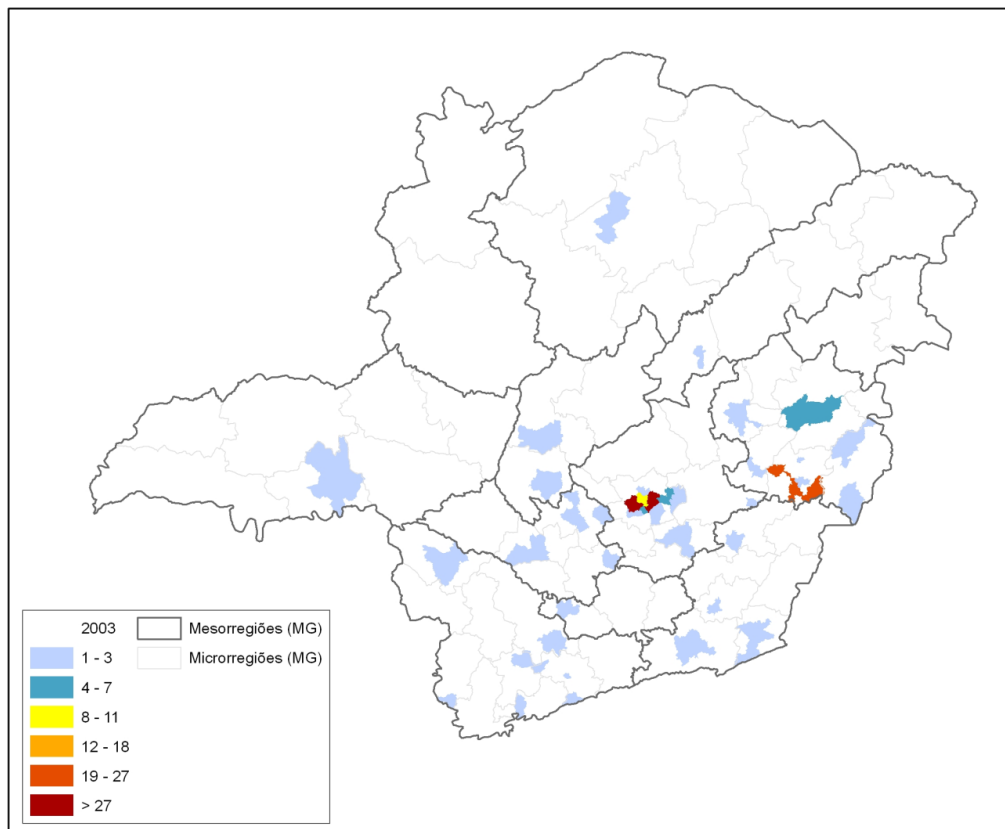 2003
Mesorregiões (MG)
1 - 3
Microrregiões (MG)
4 - 7
8 - 11
12 - 18
19 - 27
> 27